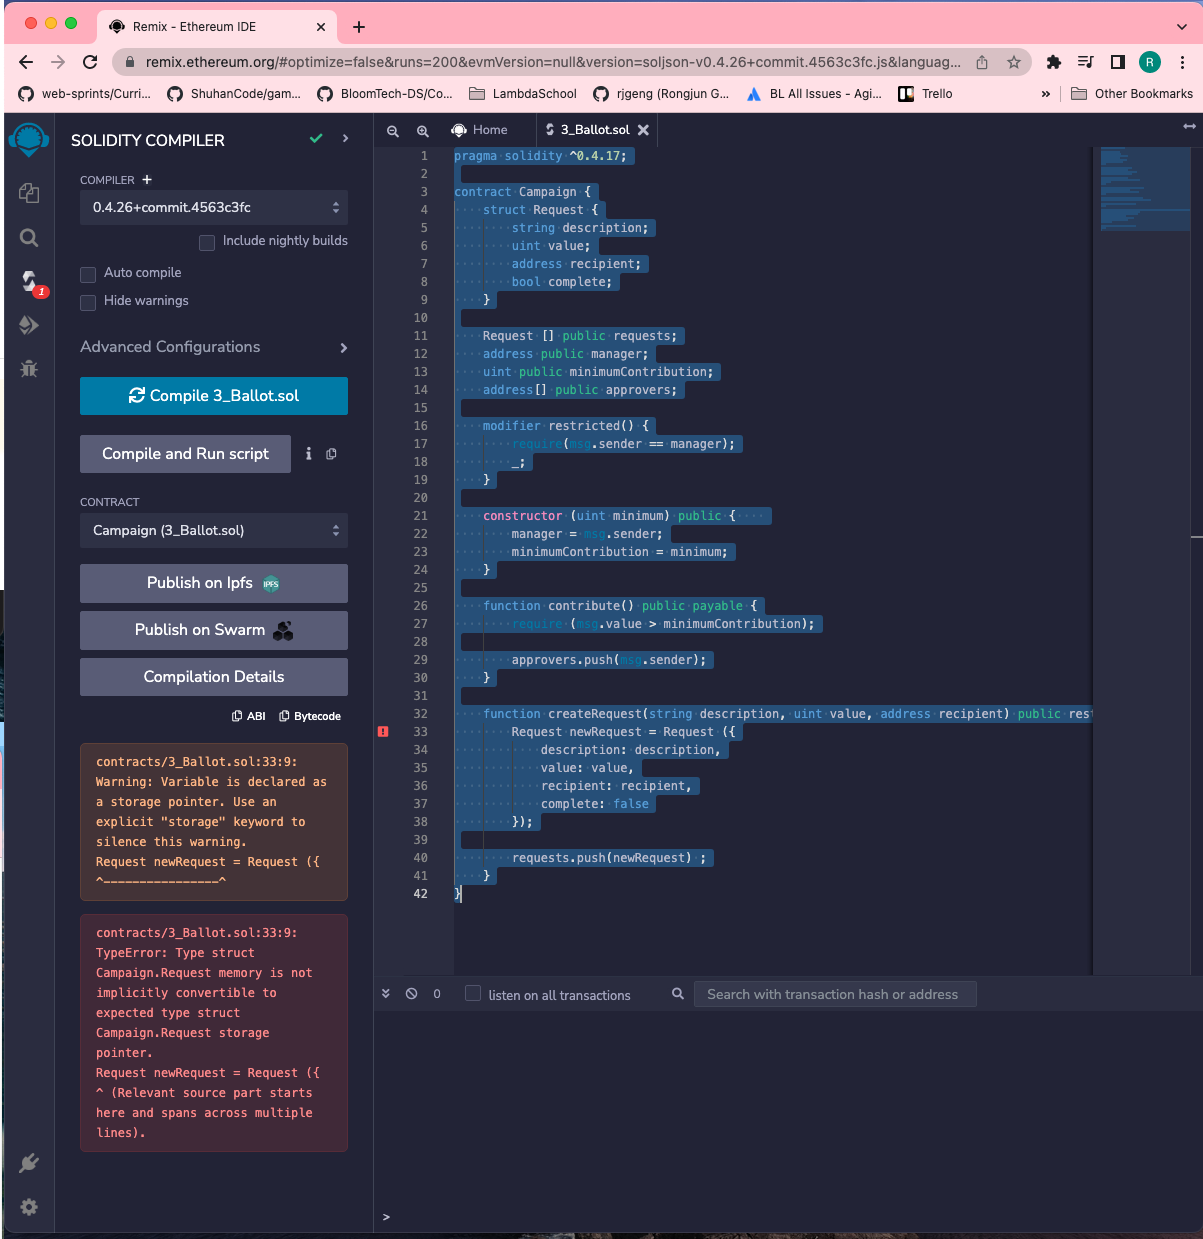 Remix - Ethereum IDE
remix.ethereum.org/#optimize=false&runs=200&evmVersion=null&version=soljson-v0.4.26+commit.4563c3fc.js&languag...
R
web-sprints/Curri...
ShuhanCode/gam...
BloomTech-DS/Co...
LambdaSchool
rjgeng (Rongjun G...
BL All Issues - Agi...
Trello
»
Other Bookmarks
SOLIDITY COMPILER
COMPILER +
0.4.26+commit.4563c3fc
Include nightly builds
Auto compile
Hide warnings
1
Advanced Configurations
Compile 3_Ballot.sol
Compile and Run script
i
CONTRACT
Campaign (3_Ballot.sol)
Publish on Ipfs IPFS
Publish on Swarm
Compilation Details
ABI Bytecode
contracts/3_Ballot.sol:33:9:
Warning: Variable is declared as
a storage pointer. Use an
explicit "storage" keyword to
silence this warning.
Request newRequest = Request ({
^----------------^
contracts/3_Ballot.sol:33:9:
TypeError: Type struct
Campaign.Request memory is not
implicitly convertible to
expected type struct
Campaign.Request storage
pointer.
Request newRequest = Request ({
^ (Relevant source part starts
here and spans across multiple
lines).
Home
3_Ballot.sol
1 pragma solidity ^0.4.17;
2
3 contract Campaign {
4 struct Request {
5 string description;
6 uint value;
7 address recipient;
8 bool complete;
9 }
10
11 Request [] public requests;
12 address public manager;
13 uint public minimumContribution;
14 address[] public approvers;
15
16 modifier restricted() {
17 require(msg.sender == manager);
18 _;
19 }
20
21 constructor (uint minimum) public {
22 manager = msg.sender;
23 minimumContribution = minimum;
24 }
25
26 function contribute() public payable {
27 require (msg.value > minimumContribution);
28
29 approvers.push(msg.sender);
30 }
31
32 function createRequest(string description, uint value, address recipient) public rest
33 Request newRequest = Request ({
34 description: description,
35 value: value,
36 recipient: recipient,
37 complete: false
38 });
39
40 requests.push(newRequest) ;
41 }
42 }
0
listen on all transactions
Search with transaction hash or address
>